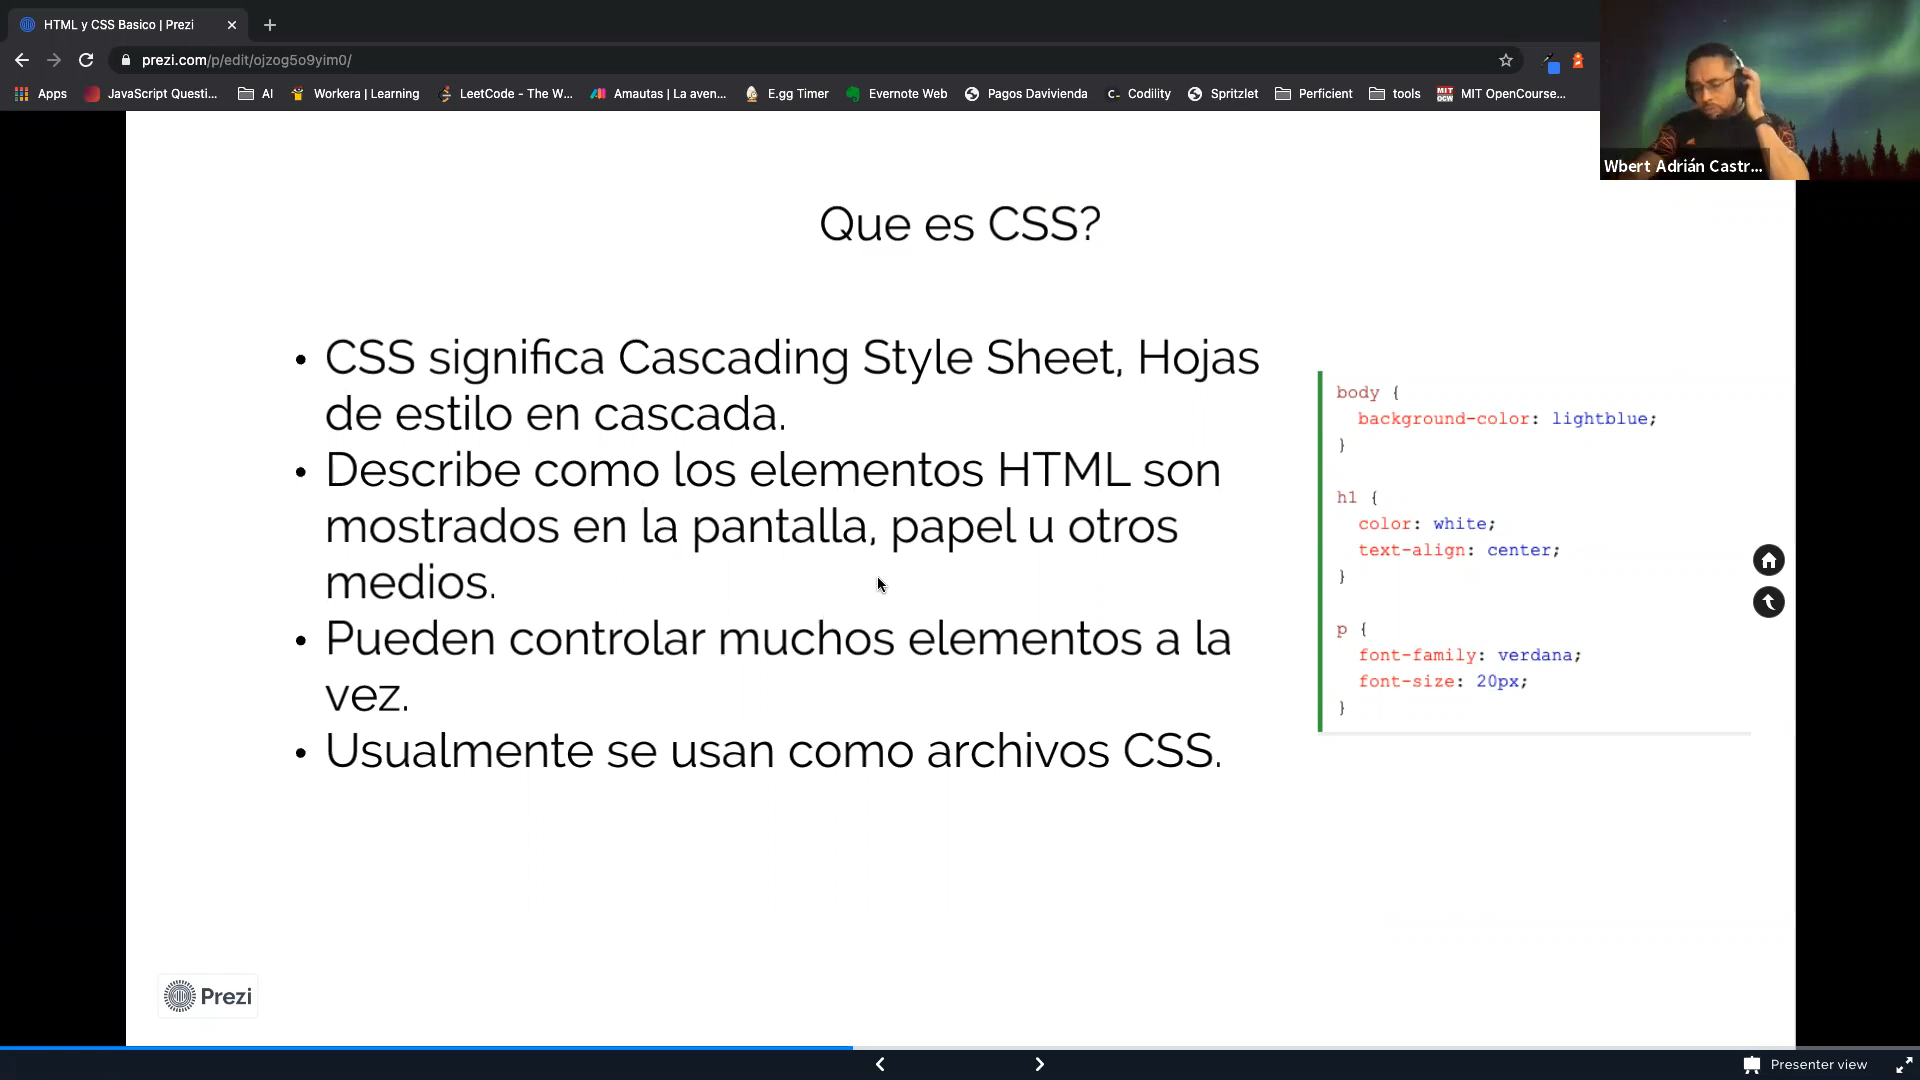 HTML y CSS Basico | Prezi
prezi.com/p/edit/ojzog5o9yim0/
Apps
JavaScript Questi...
AI
Workera | Learning
LeetCode - The W...
Amautas | La aven...
E.gg Timer
Evernote Web
Pagos Davivienda
Codility
Spritzlet
Perficient
tools
MIT OpenCourse...
Wbert Adrián Castr...
Que es CSS?
• CSS significa Cascading Style Sheet, Hojas
de estilo en cascada.
• Describe como los elementos HTML son
mostrados en la pantalla, papel u otros
medios.
• Pueden controlar muchos elementos a la
vez.
• Usualmente se usan como archivos CSS.
body {
background-color: lightblue;
}
h1 {
color: white;
text-align: center;
}
p {
font-family: verdana;
font-size: 20px;
}
Prezi
Presenter view